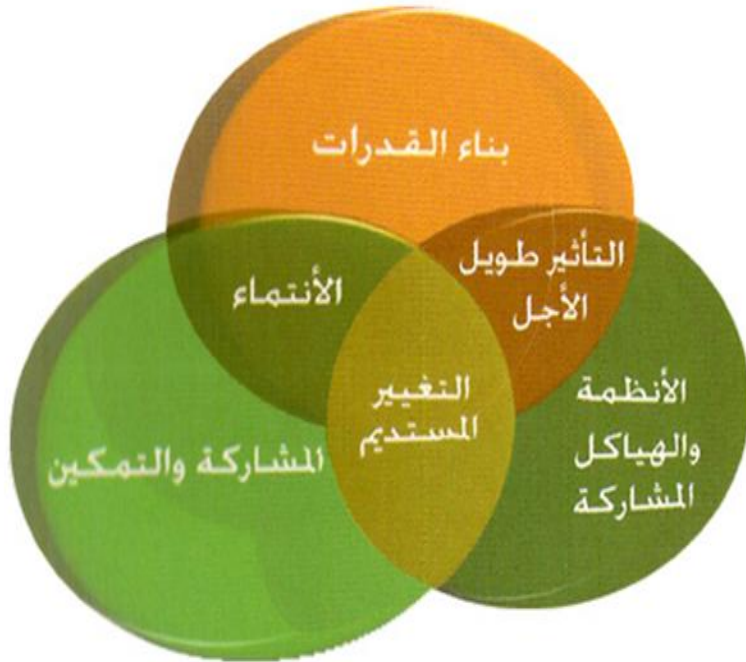 بناء القدرات
التأثير طويل
الأجل
الأنتماء
الأنظمة
والهياكل
المشاركة
التغيير
المستديم
المشاركة والتمكين